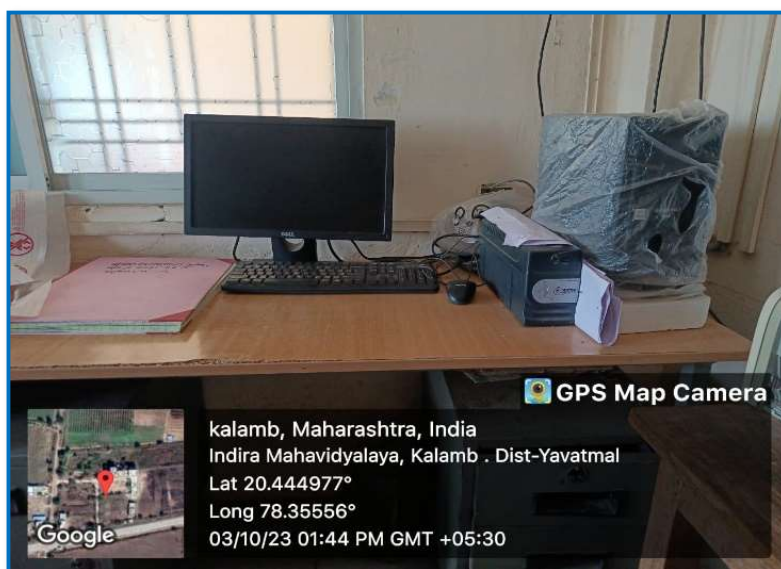 DELL
GPS Map Camera
kalamb, Maharashtra, India
Indira Mahavidyalaya, Kalamb . Dist-Yavatmal
Lat 20.444977°
Long 78.35556°
03/10/23 01:44 PM GMT +05:30
Google